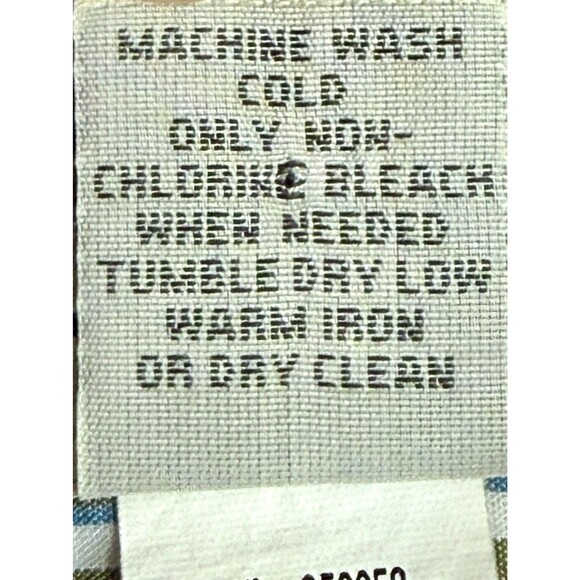 MACHINE WASH
COLD
ONLY NON-
CHLORINE BLEACH
WHEN NEEDED
TUMBLE DRY LOW
WARM IRON
OR DRY CLEAN